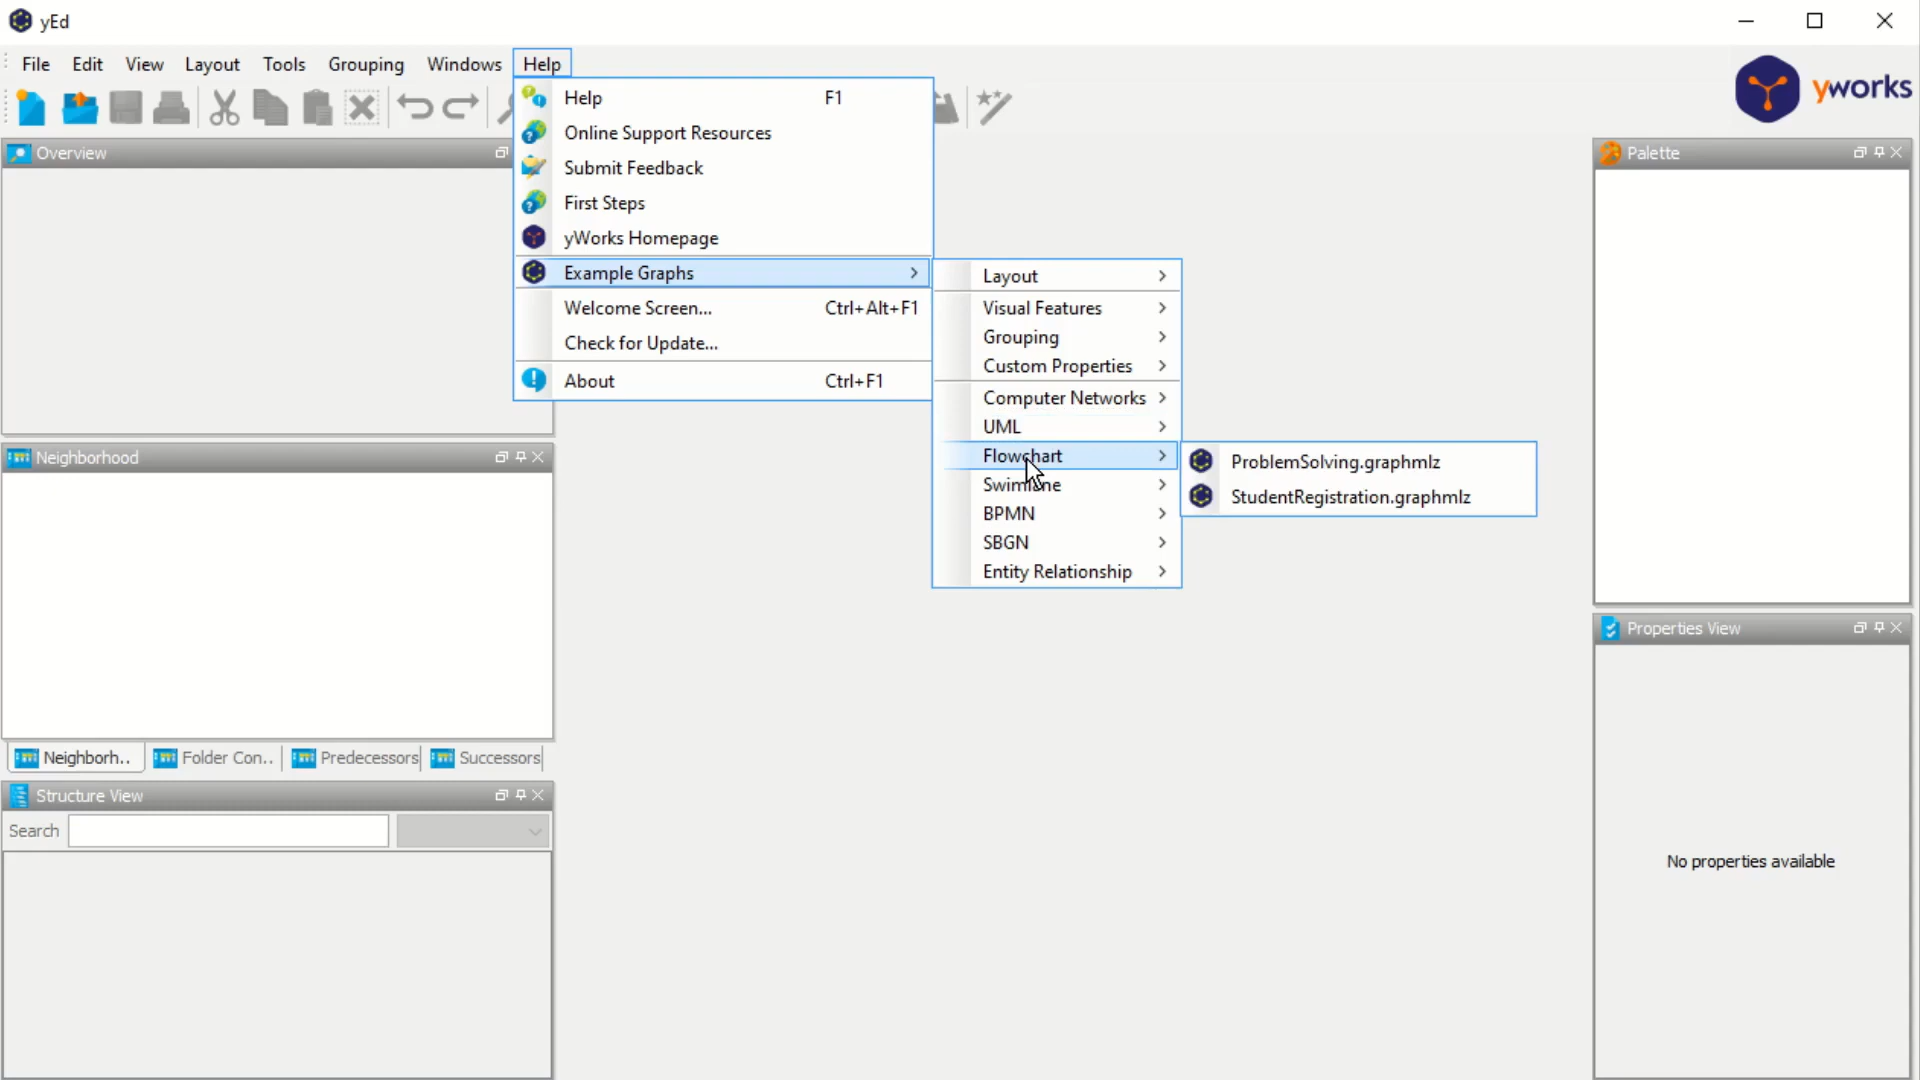 yEd
File Edit View Layout Tools Grouping Windows Help
yworks
Help F1
Online Support Resources
Submit Feedback
First Steps
yWorks Homepage
Example Graphs
Welcome Screen... Ctrl+Alt+F1
Check for Update...
About Ctrl+F1
Layout
Visual Features
Grouping
Custom Properties
Computer Networks
UML
Flowchart
Swimlane
BPMN
SBGN
Entity Relationship
ProblemSolving.graphmlz
StudentRegistration.graphmlz
Overview
Neighborhood
Neighborh.. Folder Con.. Predecessors Successors
Structure View
Search
Palette
Properties View
No properties available